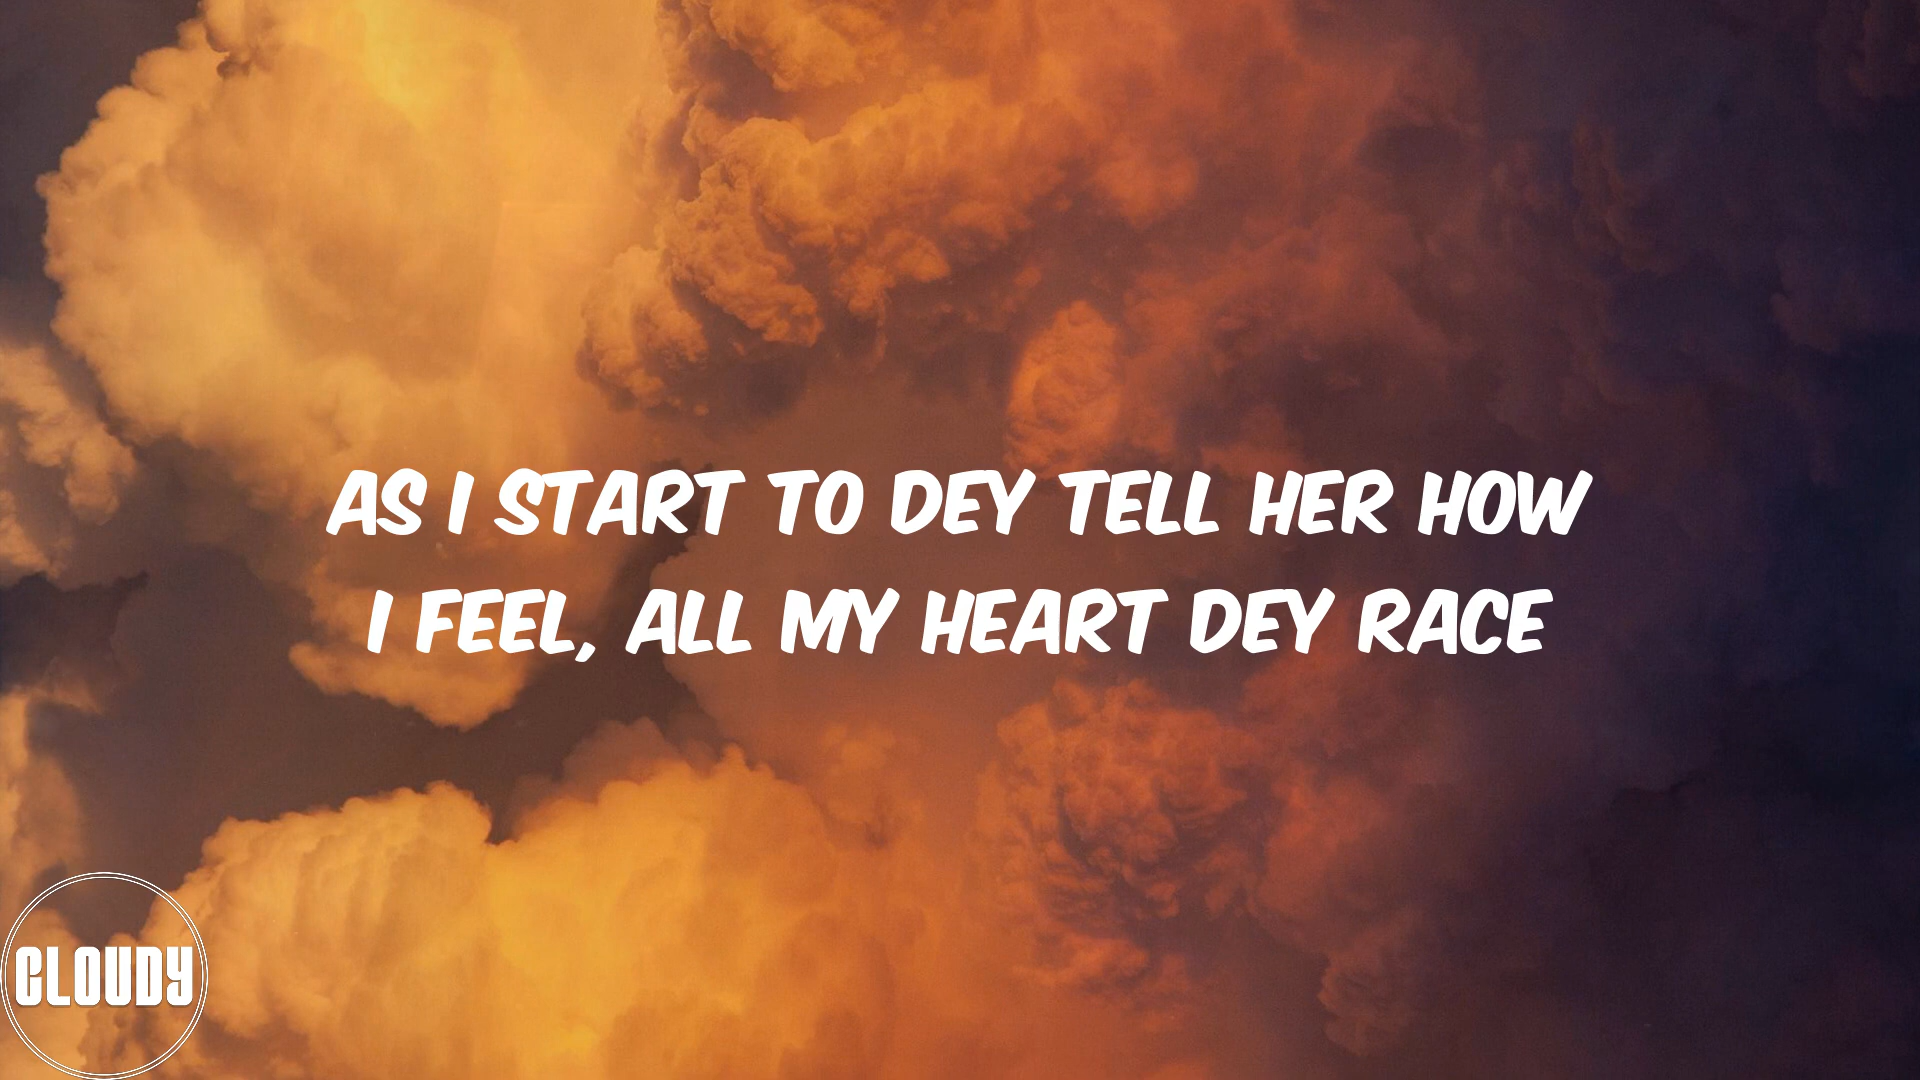 AS I START TO DEY TELL HER HOW
I FEEL, ALL MY HEART DEY RACE
CLOUDY